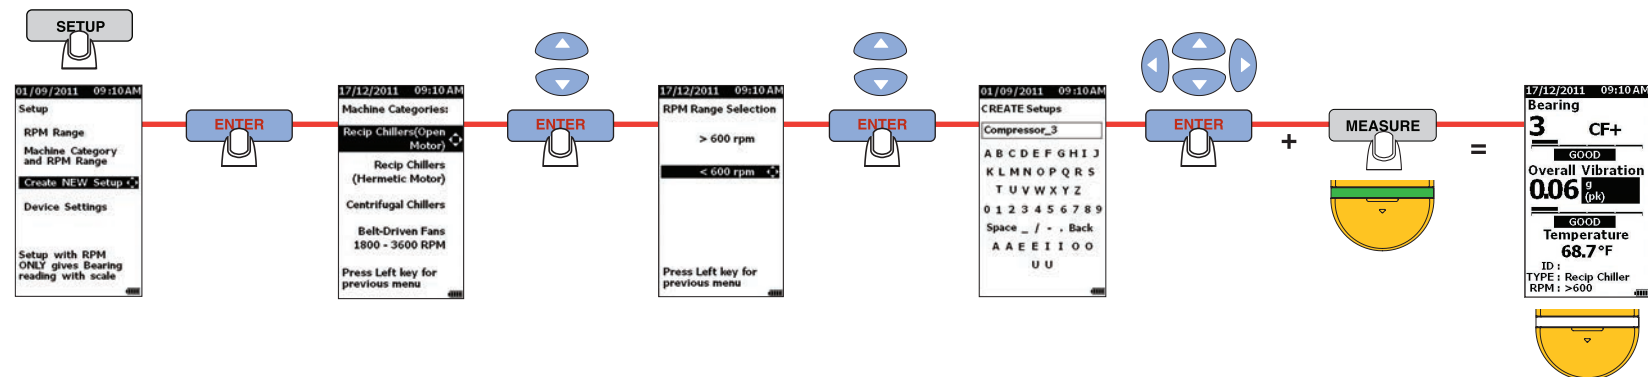 SETUP
01/09/2011 09:10AM
Setup
RPM Range
Machine Category
and RPM Range
Create NEW Setup
Device Settings
Setup with RPM
ONLY gives Bearing
reading with scale
ENTER
17/12/2011 09:10AM
Machine Categories:
Recip Chillers(Open
Motor)
Recip Chillers
(Hermetic Motor)
Centrifugal Chillers
Belt-Driven Fans
1800 - 3600 RPM
Press Left key for
previous menu
ENTER
17/12/2011 09:10AM
RPM Range Selection
> 600 rpm
< 600 rpm
Press Left key for
previous menu
ENTER
01/09/2011 09:10AM
CREATE Setups
Compressor_3
A B C D E F G H I J
K L M N O P Q R S
T U V W X Y Z
0 1 2 3 4 5 6 7 8 9
Space _ / - . Back
A A E E I I O O
U U
ENTER
+
MEASURE
=
17/12/2011 09:10AM
Bearing
3 CF+
GOOD
Overall Vibration
0.06 g
(pk)
GOOD
Temperature
68.7°F
ID :
TYPE : Recip Chiller
RPM : >600